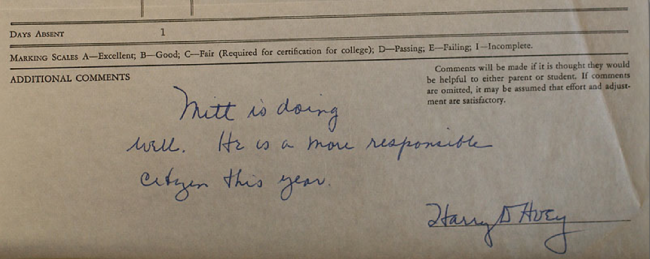 DAYS ABSENT 1
MARKING SCALES A—Excellent; B—Good; C—Fair (Required for certification for college); D—Passing; E—Failing; I—Incomplete.
ADDITIONAL COMMENTS
Comments will be made if it is thought they would
be helpful to either parent or student. If comments
are omitted, it may be assumed that effort and adjust-
ment are satisfactory.
Mitt is doing
well. He is a more responsible
citizen this year.
Harry D Hoey